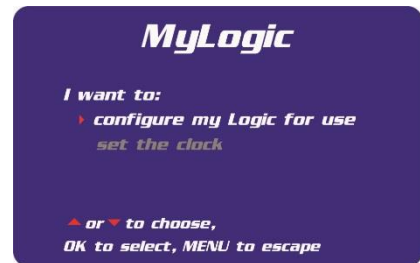 MyLogic
I want to:
configure my Logic for use
set the clock
or to choose,
OK to select, MENU to escape